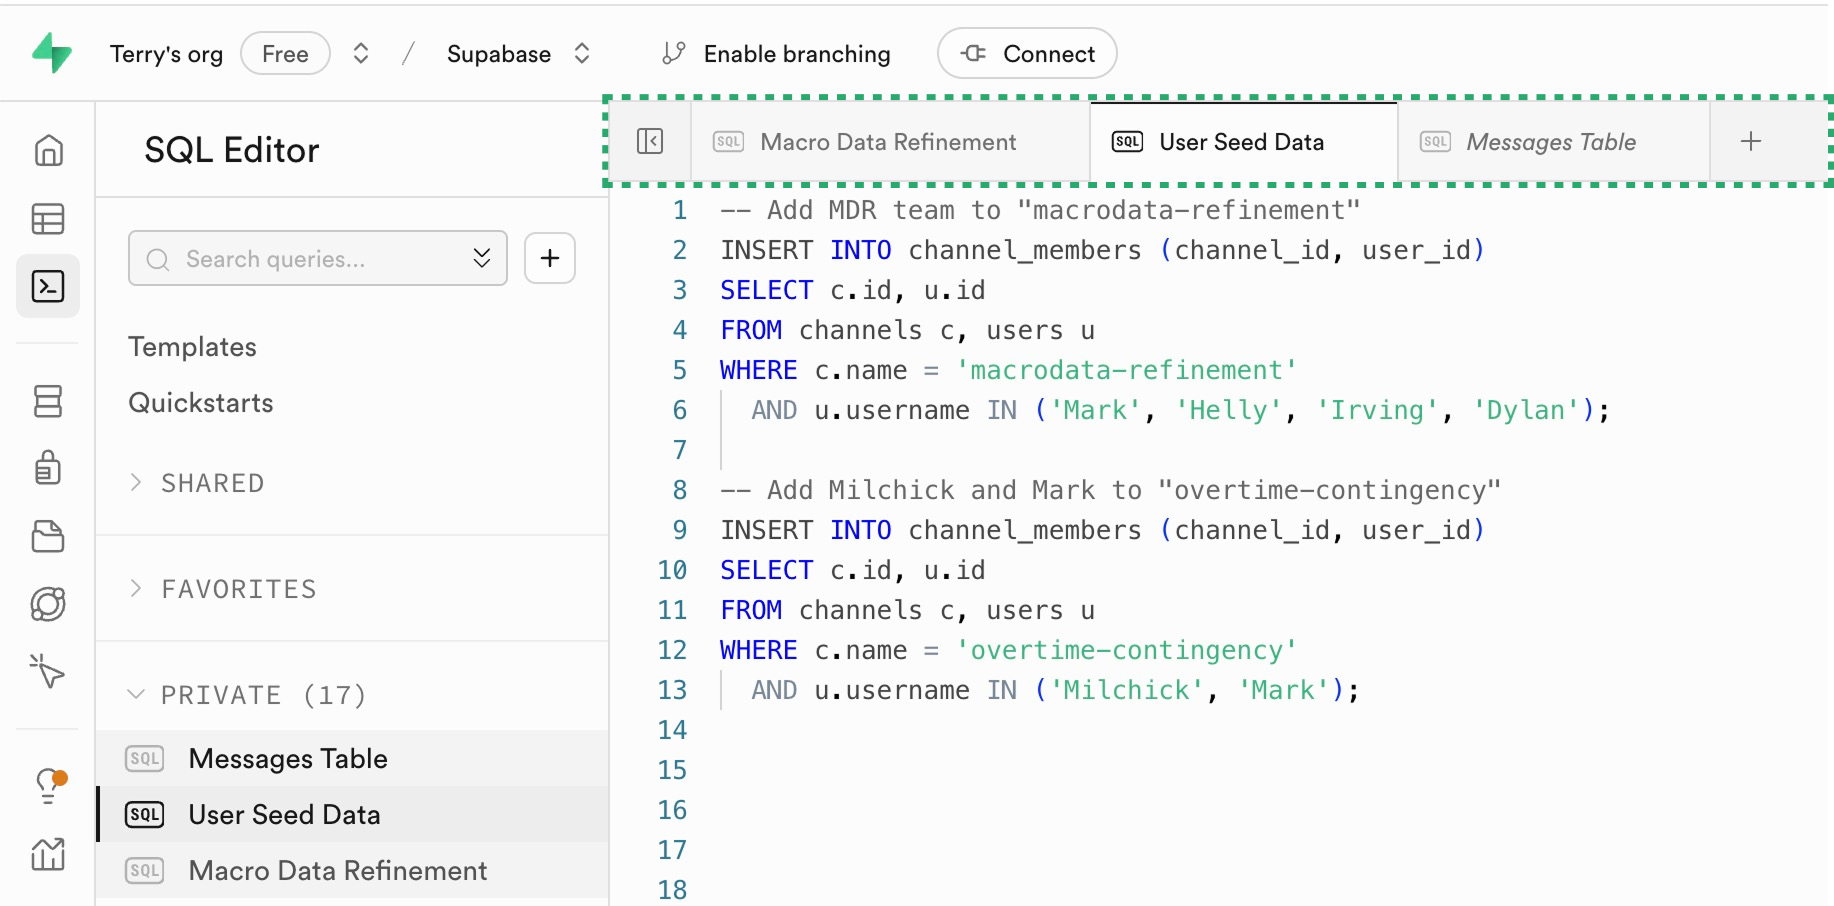 Terry's org Free / Supabase Enable branching Connect
SQL Editor
SQL Macro Data Refinement SQL User Seed Data SQL Messages Table +
Search queries... +
Templates
Quickstarts
SHARED
FAVORITES
PRIVATE (17)
SQL Messages Table
SQL User Seed Data
SQL Macro Data Refinement
1 -- Add MDR team to "macrodata-refinement"
2 INSERT INTO channel_members (channel_id, user_id)
3 SELECT c.id, u.id
4 FROM channels c, users u
5 WHERE c.name = 'macrodata-refinement'
6 AND u.username IN ('Mark', 'Helly', 'Irving', 'Dylan');
7
8 -- Add Milchick and Mark to "overtime-contingency"
9 INSERT INTO channel_members (channel_id, user_id)
10 SELECT c.id, u.id
11 FROM channels c, users u
12 WHERE c.name = 'overtime-contingency'
13 AND u.username IN ('Milchick', 'Mark');
14
15
16
17
18